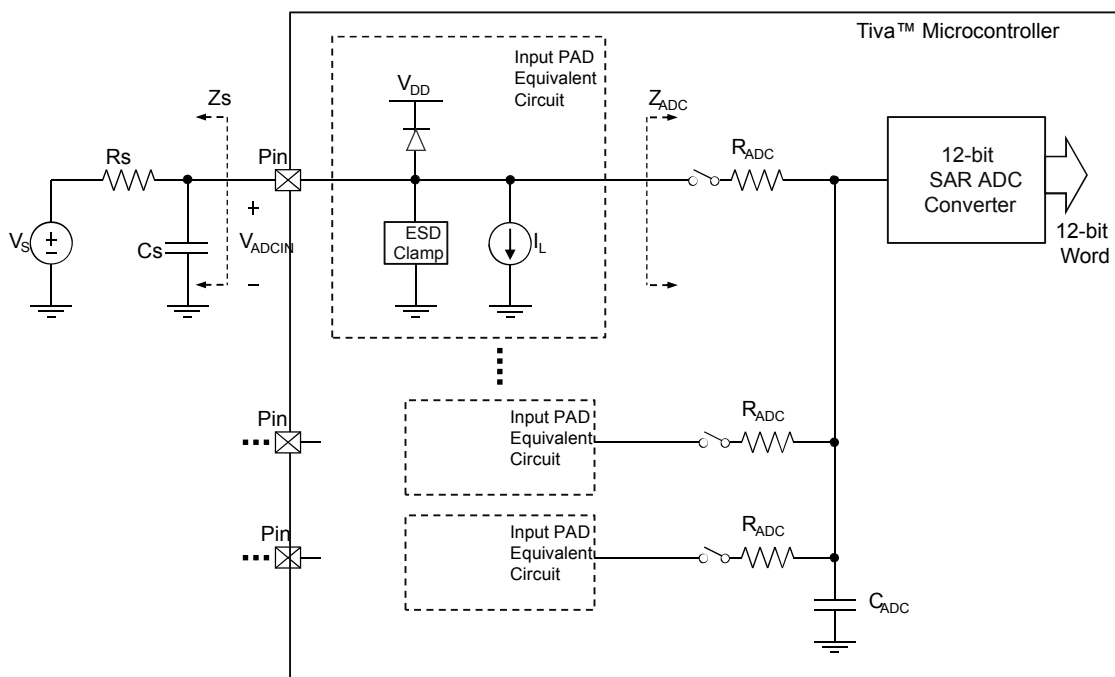 Tiva™ Microcontroller
Input PAD
Equivalent
Circuit
VDD
Zs
ZADC
Rs
Pin
RADC
12-bit
SAR ADC
Converter
VS
+
−
Cs
+
VADCIN
−
ESD
Clamp
IL
12-bit
Word
Pin
Input PAD
Equivalent
Circuit
RADC
Pin
Input PAD
Equivalent
Circuit
RADC
CADC